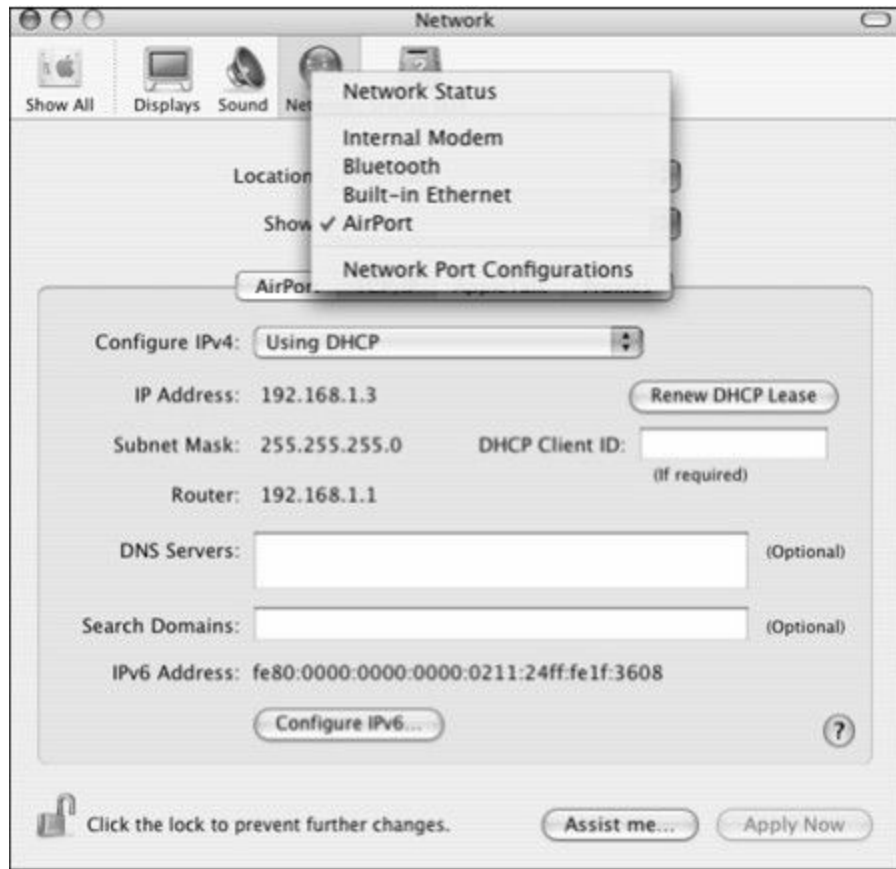 Network
Show All
Displays
Sound
Network Status
Internal Modem
Bluetooth
Built-in Ethernet
✓ AirPort
Network Port Configurations
Location
Show
Configure IPv4: Using DHCP
IP Address: 192.168.1.3
Renew DHCP Lease
Subnet Mask: 255.255.255.0
DHCP Client ID:
(If required)
Router: 192.168.1.1
DNS Servers:
(Optional)
Search Domains:
(Optional)
IPv6 Address: fe80:0000:0000:0000:0211:24ff:fe1f:3608
Configure IPv6...
?
Click the lock to prevent further changes.
Assist me...
Apply Now